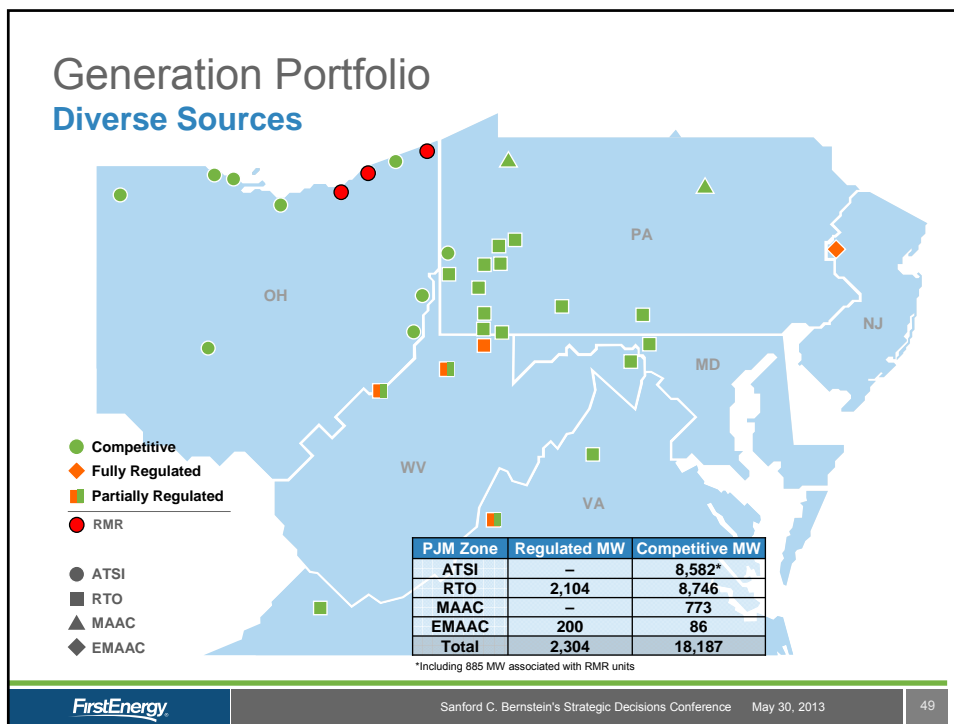 Generation Portfolio
Diverse Sources
OH
PA
NJ
MD
WV
VA
Competitive
Fully Regulated
Partially Regulated
RMR
ATSI
RTO
MAAC
EMAAC
PJM Zone Regulated MW Competitive MW
ATSI – 8,582*
RTO 2,104 8,746
MAAC – 773
EMAAC 200 86
Total 2,304 18,187
*Including 885 MW associated with RMR units
FirstEnergy® Sanford C. Bernstein's Strategic Decisions Conference May 30, 2013 49